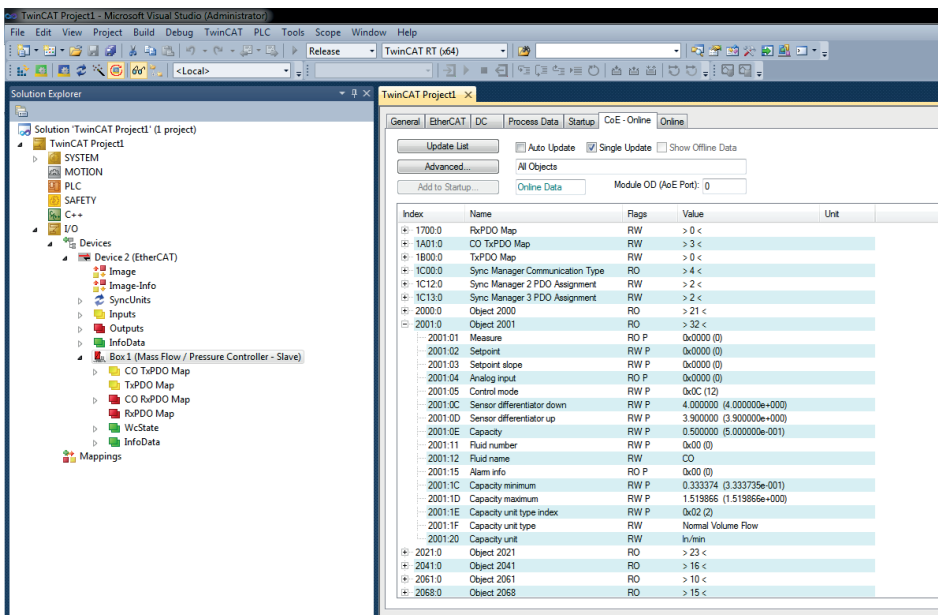 TwinCAT Project1 - Microsoft Visual Studio (Administrator)
File Edit View Project Build Debug TwinCAT PLC Tools Scope Window Help
Release TwinCAT RT (x64)
<Local>
Solution Explorer
TwinCAT Project1
Solution 'TwinCAT Project1' (1 project)
TwinCAT Project1
SYSTEM
MOTION
PLC
SAFETY
C++
I/O
Devices
Device 2 (EtherCAT)
Image
Image-Info
SyncUnits
Inputs
Outputs
InfoData
Box 1 (Mass Flow / Pressure Controller - Slave)
CO TxPDO Map
TxPDO Map
CO RxPDO Map
RxPDO Map
WcState
InfoData
Mappings
General EtherCAT DC Process Data Startup CoE - Online Online
Update List Auto Update Single Update Show Offline Data
Advanced... All Objects
Add to Startup... Online Data Module OD (AoE Port): 0
Index Name Flags Value Unit
1700:0 RxPDO Map RW > 0 <
1A01:0 CO TxPDO Map RW > 3 <
1B00:0 TxPDO Map RW > 0 <
1C00:0 Sync Manager Communication Type RO > 4 <
1C12:0 Sync Manager 2 PDO Assignment RW > 2 <
1C13:0 Sync Manager 3 PDO Assignment RW > 2 <
2000:0 Object 2000 RO > 21 <
2001:0 Object 2001 RO > 32 <
2001:01 Measure RO P 0x0000 (0)
2001:02 Setpoint RW P 0x0000 (0)
2001:03 Setpoint slope RW P 0x0000 (0)
2001:04 Analog input RO P 0x0000 (0)
2001:05 Control mode RW P 0x0C (12)
2001:0C Sensor differentiator down RW P 4.000000 (4.000000e+000)
2001:0D Sensor differentiator up RW P 3.900000 (3.900000e+000)
2001:0E Capacity RW P 0.500000 (5.000000e-001)
2001:11 Fluid number RW P 0x00 (0)
2001:12 Fluid name RW CO
2001:15 Alarm info RO P 0x00 (0)
2001:1C Capacity minimum RW P 0.333374 (3.333735e-001)
2001:1D Capacity maximum RW P 1.519866 (1.519866e+000)
2001:1E Capacity unit type index RW P 0x02 (2)
2001:1F Capacity unit type RW Normal Volume Flow
2001:20 Capacity unit RW ln/min
2021:0 Object 2021 RO > 23 <
2041:0 Object 2041 RO > 16 <
2061:0 Object 2061 RO > 10 <
2068:0 Object 2068 RO > 15 <